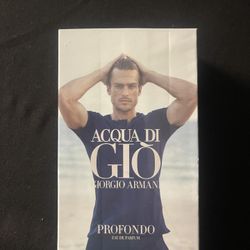 ACQUA DI
GIÒ
GIORGIO ARMANI
PROFONDO
EAU DE PARFUM